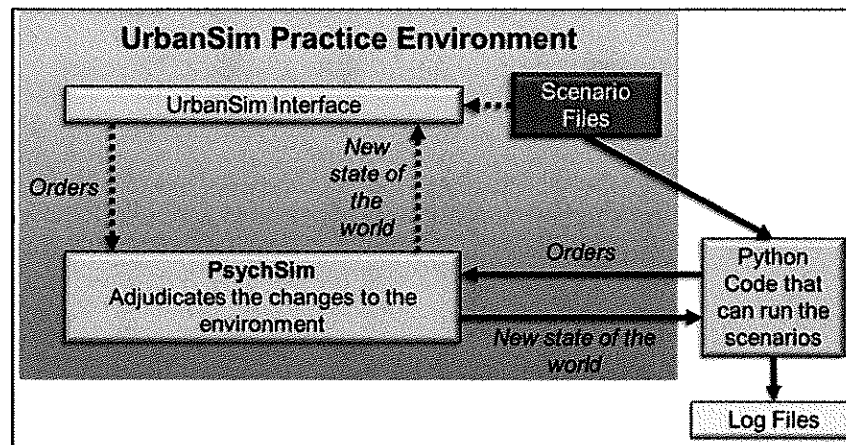 UrbanSim Practice Environment
UrbanSim Interface
Scenario
Files
Orders
New
state of
the
world
PsychSim
Adjudicates the changes to the
environment
Orders
New state of the
world
Python
Code that
can run the
scenarios
Log Files